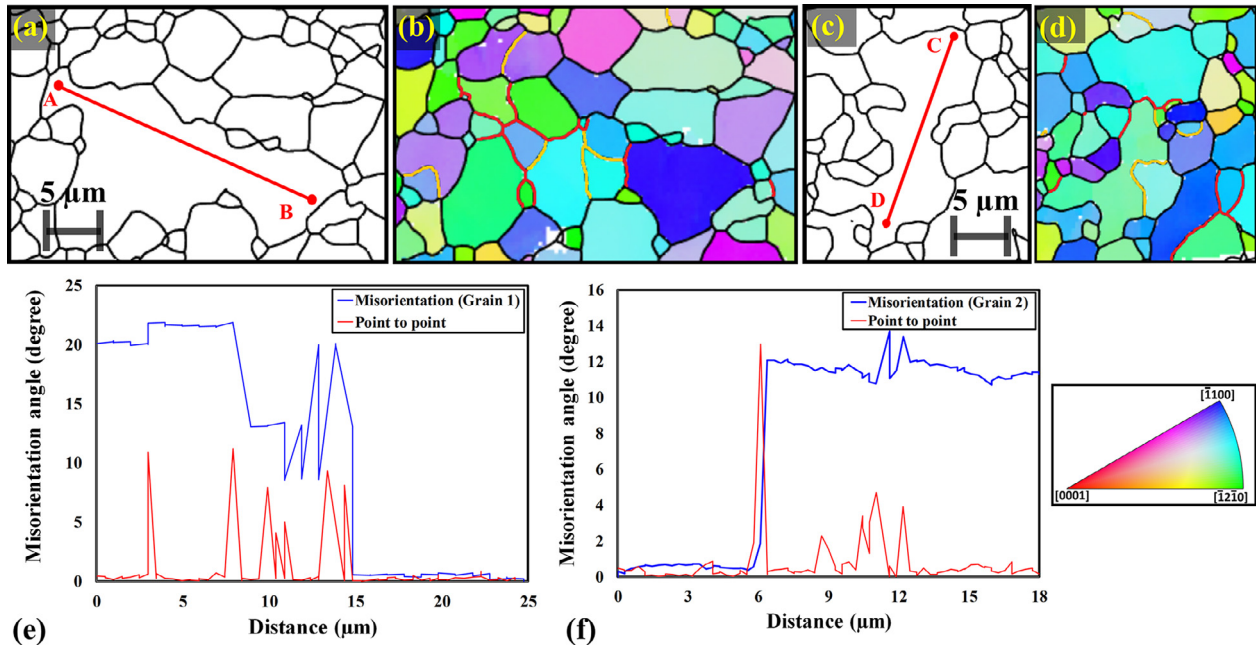 (a)
A
B
5 μm
(b)
(c)
C
D
5 μm
(d)
Misorientation angle (degree)
25
20
15
10
5
0
Misorientation (Grain 1)
Point to point
0 5 10 15 20 25
Distance (μm)
(e)
Misorientation angle (degree)
16
14
12
10
8
6
4
2
0
Misorientation (Grain 2)
Point to point
0 3 6 9 12 15 18
Distance (μm)
(f)
[1̄100]
[0001]
[1̄21̄0]